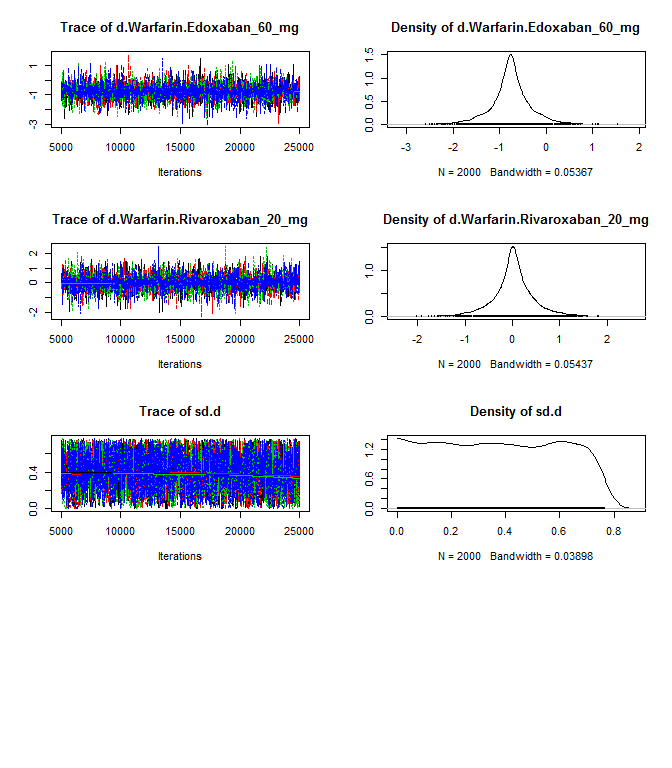 Trace of d.Warfarin.Edoxaban_60_mg
1
-1
-3
5000 10000 15000 20000 25000
Iterations
Density of d.Warfarin.Edoxaban_60_mg
1.5
1.0
0.5
0.0
-3 -2 -1 0 1 2
N = 2000 Bandwidth = 0.05367
Trace of d.Warfarin.Rivaroxaban_20_mg
2
1
0
-2
5000 10000 15000 20000 25000
Iterations
Density of d.Warfarin.Rivaroxaban_20_mg
1.0
0.0
-2 -1 0 1 2
N = 2000 Bandwidth = 0.05437
Trace of sd.d
0.4
0.0
5000 10000 15000 20000 25000
Iterations
Density of sd.d
1.2
0.6
0.0
0.0 0.2 0.4 0.6 0.8
N = 2000 Bandwidth = 0.03898